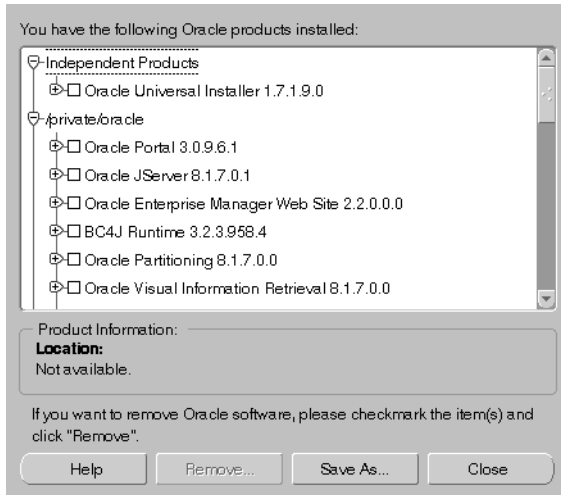 You have the following Oracle products installed:
Independent Products
Oracle Universal Installer 1.7.1.9.0
/private/oracle
Oracle Portal 3.0.9.6.1
Oracle JServer 8.1.7.0.1
Oracle Enterprise Manager Web Site 2.2.0.0.0
BC4J Runtime 3.2.3.958.4
Oracle Partitioning 8.1.7.0.0
Oracle Visual Information Retrieval 8.1.7.0.0
Product Information:
Location:
Not available.
If you want to remove Oracle software, please checkmark the item(s) and
click "Remove".
Help Remove... Save As... Close